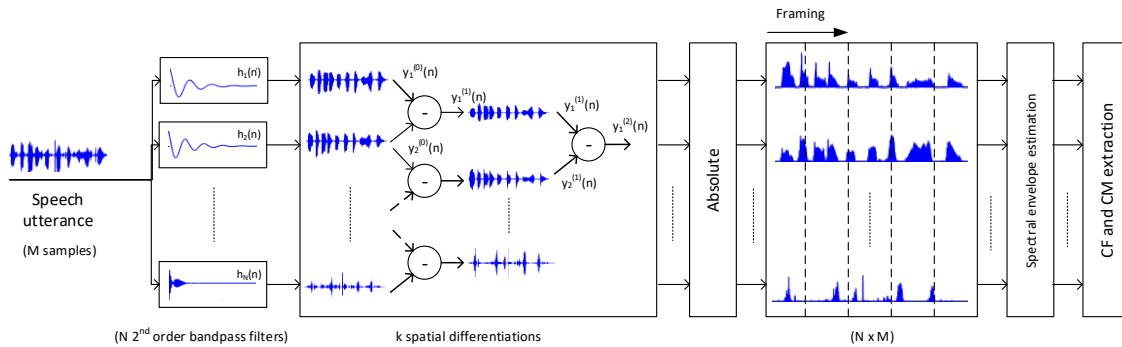 Framing
h₁(n)
y₁⁽⁰⁾(n)
y₁⁽¹⁾(n)
y₁⁽¹⁾(n)
-
h₂(n)
y₁⁽²⁾(n)
-
y₂⁽⁰⁾(n)
y₂⁽¹⁾(n)
-
Speech
utterance
(M samples)
h_N(n)
-
Absolute
Spectral envelope estimation
CF and CM extraction
(N 2ⁿᵈ order bandpass filters)
k spatial differentiations
(N x M)